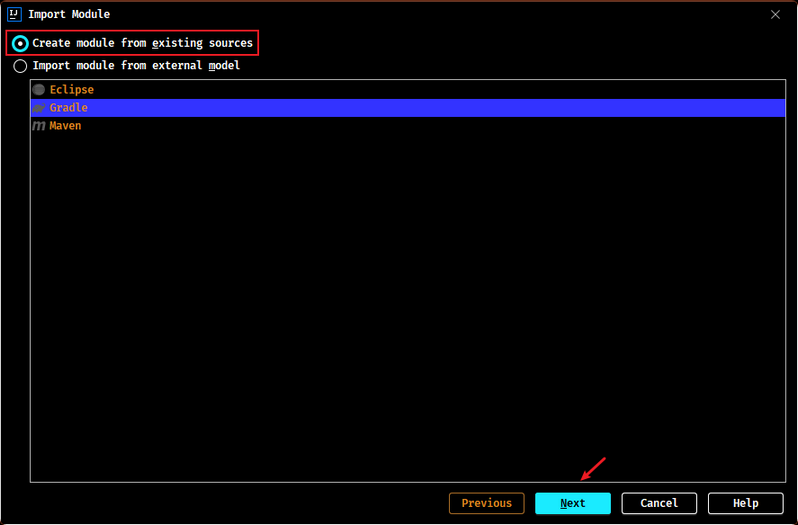 IJ Import Module
Create module from existing sources
Import module from external model
Eclipse
Gradle
m Maven
Previous Next Cancel Help